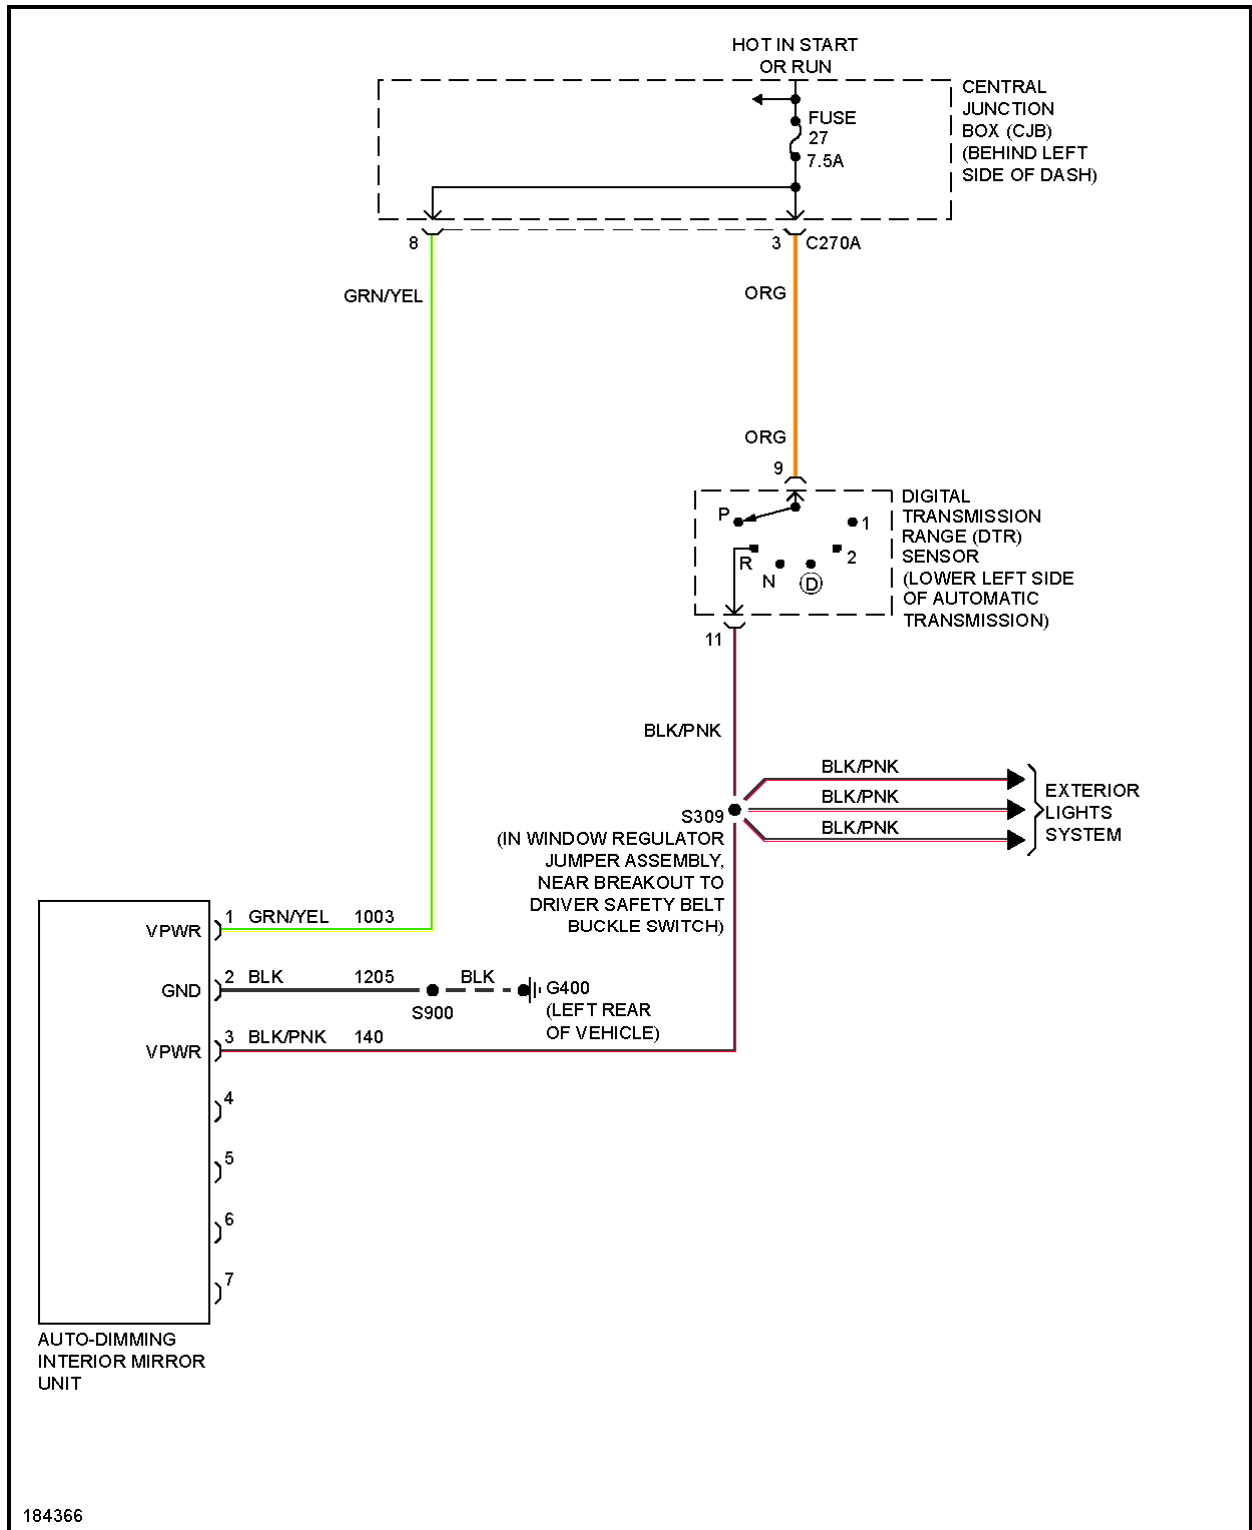 HOT IN START
OR RUN
CENTRAL
JUNCTION
BOX (CJB)
(BEHIND LEFT
SIDE OF DASH)
FUSE
27
7.5A
8
3
C270A
GRN/YEL
ORG
ORG
9
DIGITAL
TRANSMISSION
RANGE (DTR)
SENSOR
(LOWER LEFT SIDE
OF AUTOMATIC
TRANSMISSION)
P
1
R
2
N
D
11
BLK/PNK
BLK/PNK
BLK/PNK
BLK/PNK
EXTERIOR
LIGHTS
SYSTEM
S309
(IN WINDOW REGULATOR
JUMPER ASSEMBLY,
NEAR BREAKOUT TO
DRIVER SAFETY BELT
BUCKLE SWITCH)
VPWR
1 GRN/YEL 1003
GND
2 BLK 1205
BLK
S900
G400
(LEFT REAR
OF VEHICLE)
VPWR
3 BLK/PNK 140
4
5
6
7
AUTO-DIMMING
INTERIOR MIRROR
UNIT
184366